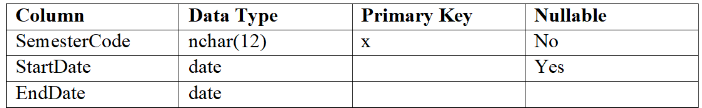 Column Data Type Primary Key Nullable
SemesterCode nchar(12) x No
StartDate date Yes
EndDate date